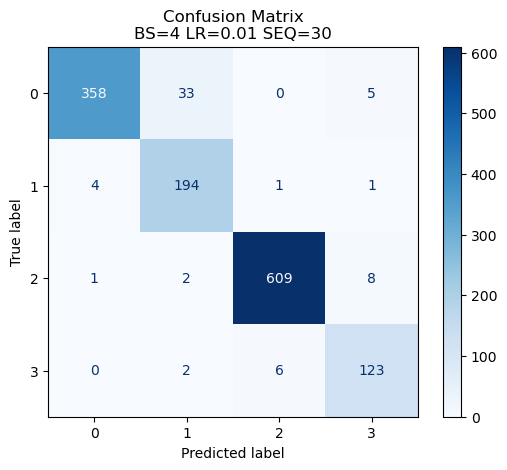 Confusion Matrix
BS=4 LR=0.01 SEQ=30
0 358 33 0 5
1 4 194 1 1
2 1 2 609 8
3 0 2 6 123
0 1 2 3
Predicted label
True label
600
500
400
300
200
100
0